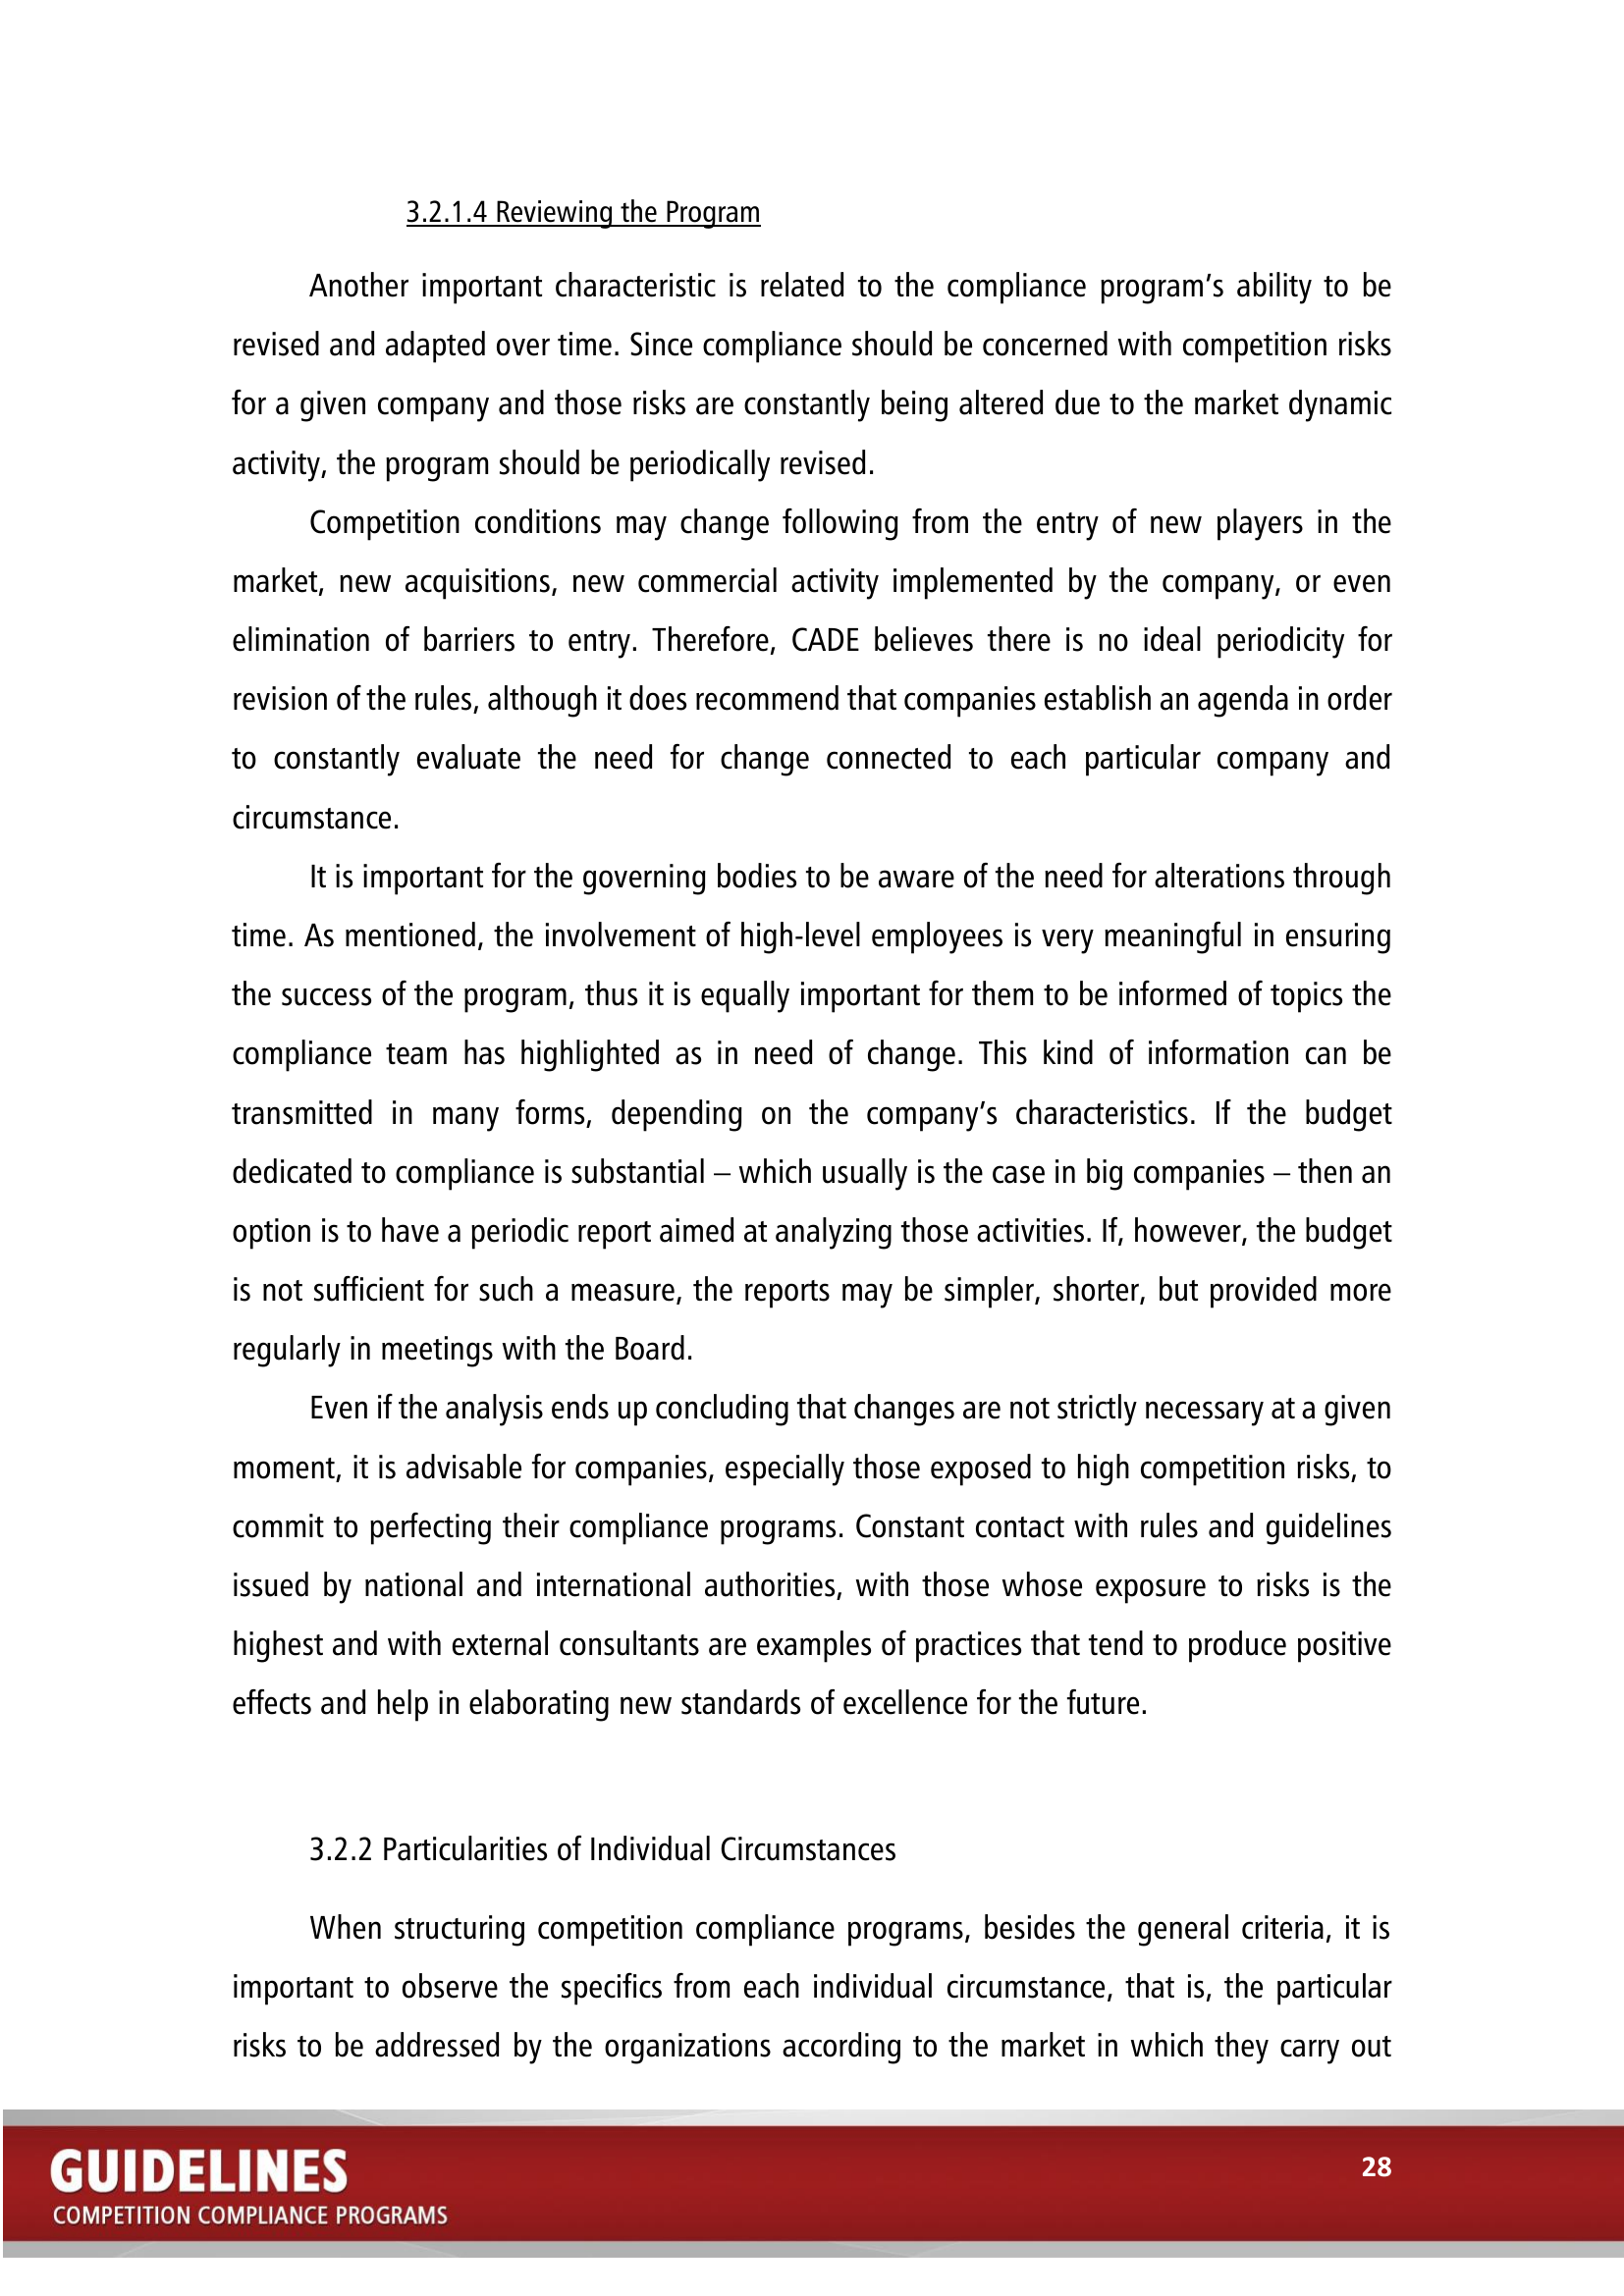 3.2.1.4 Reviewing the Program
Another important characteristic is related to the compliance program’s ability to be
revised and adapted over time. Since compliance should be concerned with competition risks
for a given company and those risks are constantly being altered due to the market dynamic
activity, the program should be periodically revised.
Competition conditions may change following from the entry of new players in the
market, new acquisitions, new commercial activity implemented by the company, or even
elimination of barriers to entry. Therefore, CADE believes there is no ideal periodicity for
revision of the rules, although it does recommend that companies establish an agenda in order
to constantly evaluate the need for change connected to each particular company and
circumstance.
It is important for the governing bodies to be aware of the need for alterations through
time. As mentioned, the involvement of high-level employees is very meaningful in ensuring
the success of the program, thus it is equally important for them to be informed of topics the
compliance team has highlighted as in need of change. This kind of information can be
transmitted in many forms, depending on the company’s characteristics. If the budget
dedicated to compliance is substantial – which usually is the case in big companies – then an
option is to have a periodic report aimed at analyzing those activities. If, however, the budget
is not sufficient for such a measure, the reports may be simpler, shorter, but provided more
regularly in meetings with the Board.
Even if the analysis ends up concluding that changes are not strictly necessary at a given
moment, it is advisable for companies, especially those exposed to high competition risks, to
commit to perfecting their compliance programs. Constant contact with rules and guidelines
issued by national and international authorities, with those whose exposure to risks is the
highest and with external consultants are examples of practices that tend to produce positive
effects and help in elaborating new standards of excellence for the future.
3.2.2 Particularities of Individual Circumstances
When structuring competition compliance programs, besides the general criteria, it is
important to observe the specifics from each individual circumstance, that is, the particular
risks to be addressed by the organizations according to the market in which they carry out
GUIDELINES
COMPETITION COMPLIANCE PROGRAMS
28